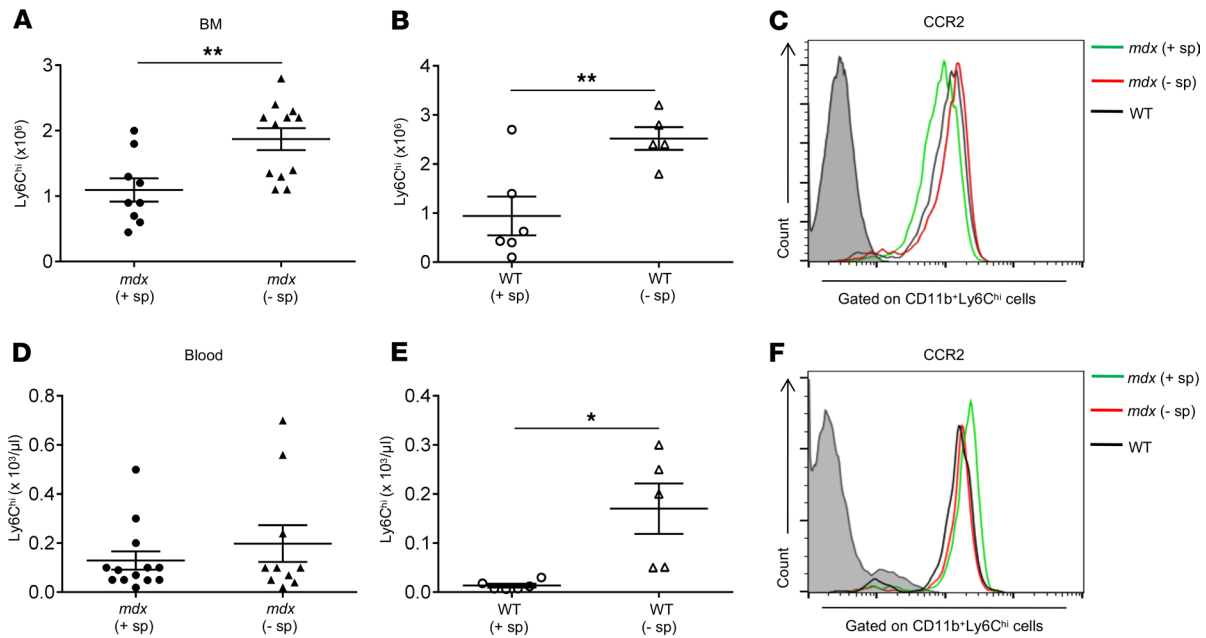 A
BM
**
Ly6Cʰⁱ (x10⁶)
3
2
1
0
mdx
(+ sp)
mdx
(- sp)
B
**
Ly6Cʰⁱ (x10⁶)
4
3
2
1
0
WT
(+ sp)
WT
(- sp)
C
CCR2
Count
Gated on CD11b⁺Ly6Cʰⁱ cells
mdx (+ sp)
mdx (- sp)
WT
D
Blood
Ly6Cʰⁱ (x 10³/µl)
0.8
0.6
0.4
0.2
0.0
mdx
(+ sp)
mdx
(- sp)
E
*
Ly6Cʰⁱ (x 10³/µl)
0.4
0.3
0.2
0.1
0.0
WT
(+ sp)
WT
(- sp)
F
CCR2
Count
Gated on CD11b⁺Ly6Cʰⁱ cells
mdx (+ sp)
mdx (- sp)
WT